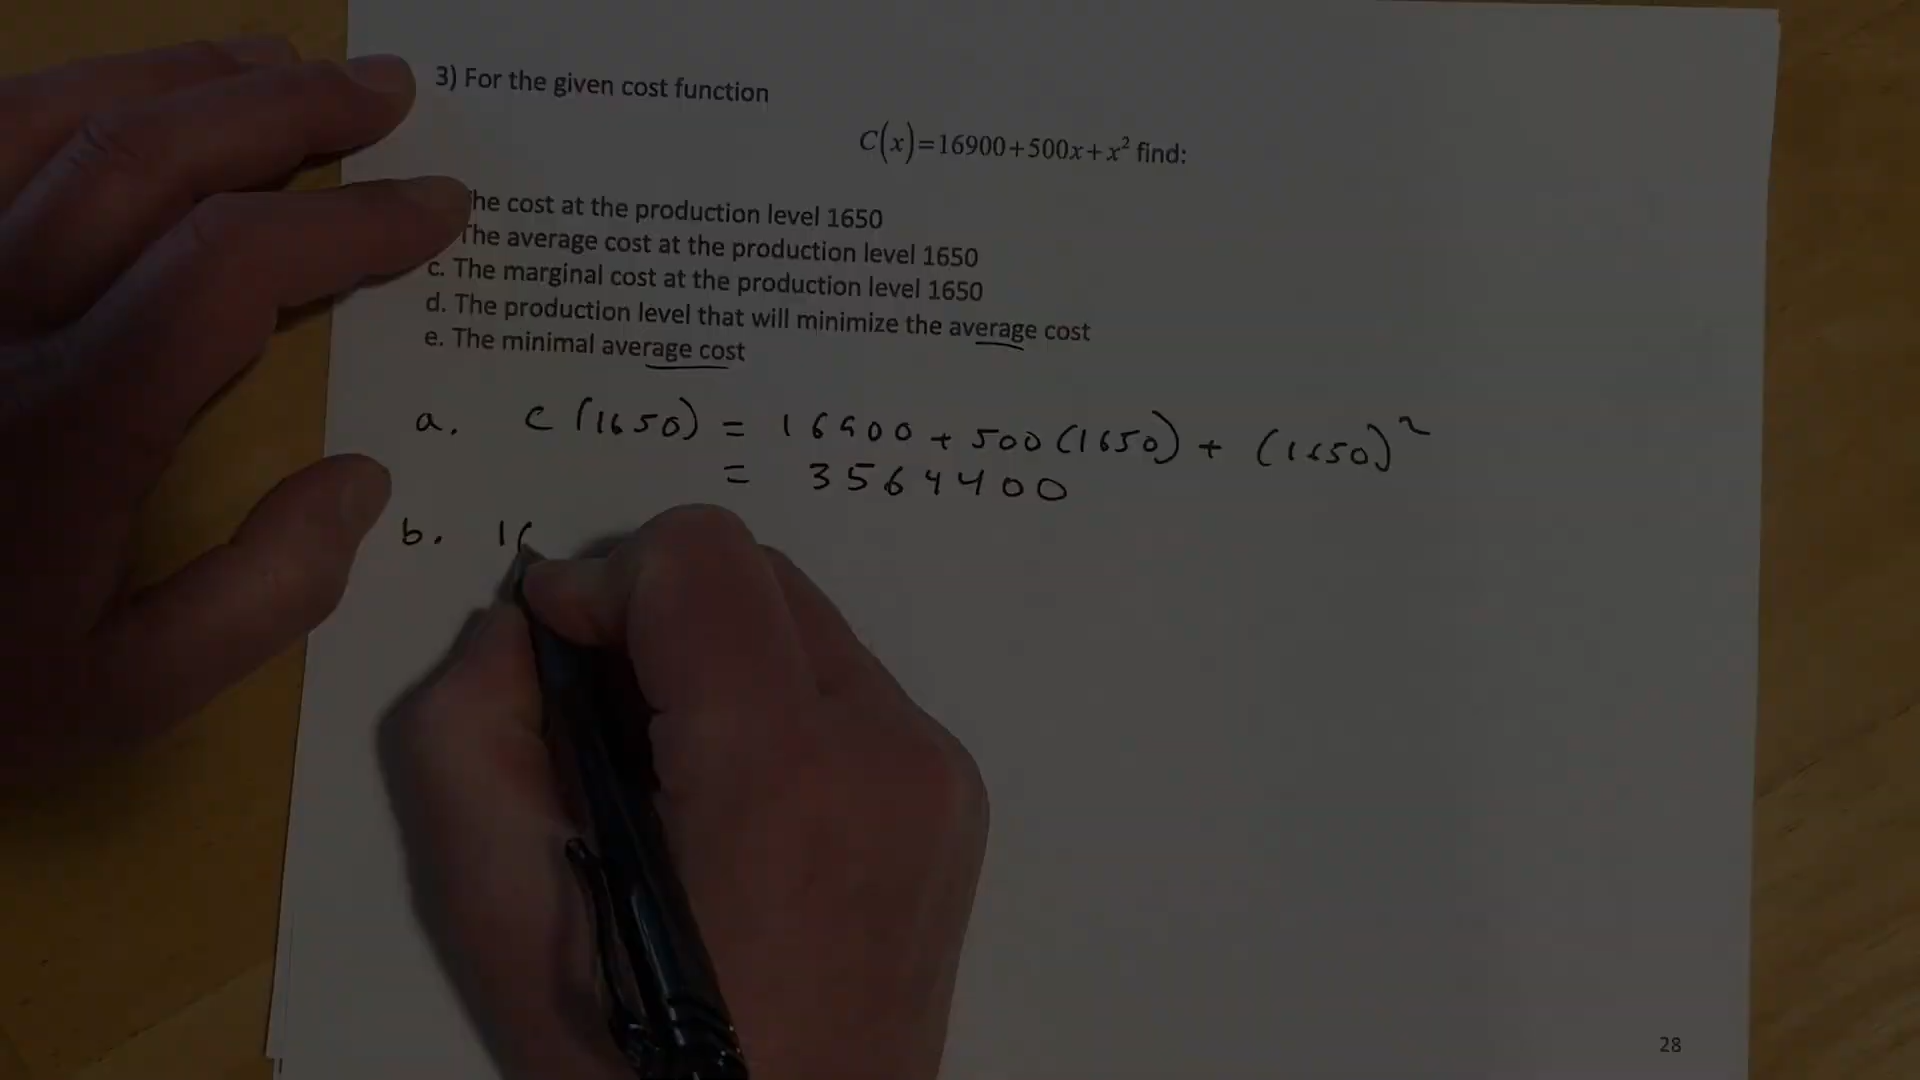 3) For the given cost function
C(x)=16900+500x+x² find:
he cost at the production level 1650
The average cost at the production level 1650
c. The marginal cost at the production level 1650
d. The production level that will minimize the average cost
e. The minimal average cost
a. C(1650) = 16900 + 500(1650) + (1650)²
= 3564400
b. 16
28